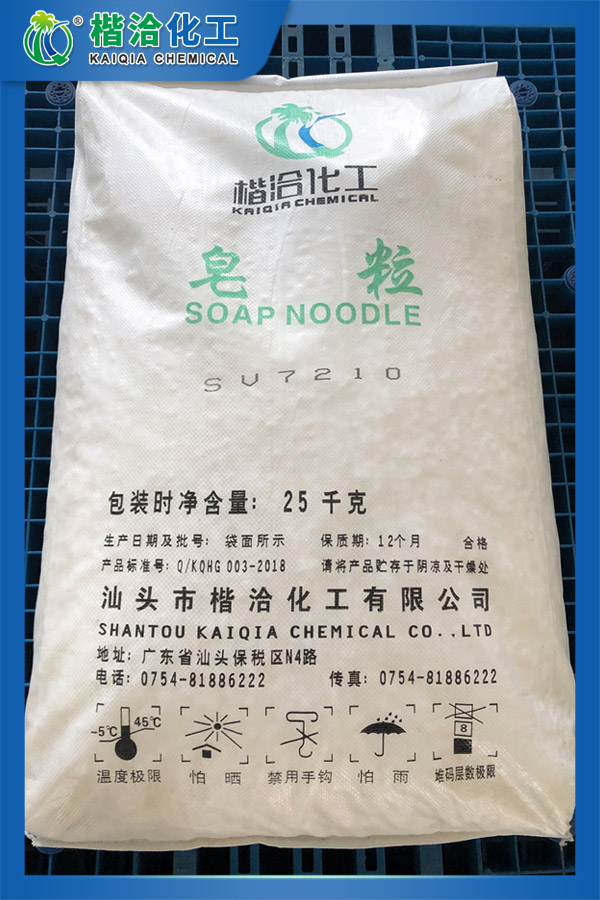 ® 楷洽化工
KAIQIA CHEMICAL
楷洽化工
KAIQIA CHEMICAL
皂 粒
SOAP NOODLE
SV7210
包装时净含量: 25 千克
生产日期及批号: 袋面所示 保质期: 12个月 合格
产品标准号: Q/KQHG 003-2018 请将产品贮存于阴凉及干燥处
汕头市楷洽化工有限公司
SHANTOU KAIQIA CHEMICAL CO.,LTD
地址: 广东省汕头保税区N4路
电话: 0754-81886222 传真: 0754-81886222
-5℃ 45℃ 8
温度极限 怕 晒 禁用手钩 怕 雨 堆码层数极限